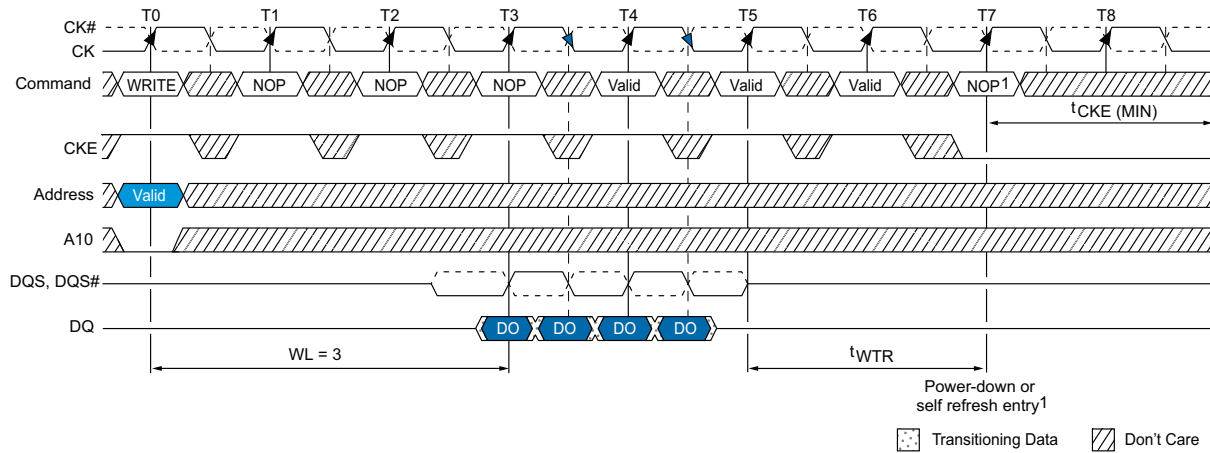 T0 T1 T2 T3 T4 T5 T6 T7 T8
CK#
CK
Command WRITE NOP NOP NOP Valid Valid Valid NOP1
tCKE (MIN)
CKE
Address Valid
A10
DQS, DQS#
DQ DO DO DO DO
WL = 3 tWTR
Power-down or
self refresh entry1
Transitioning Data Don't Care